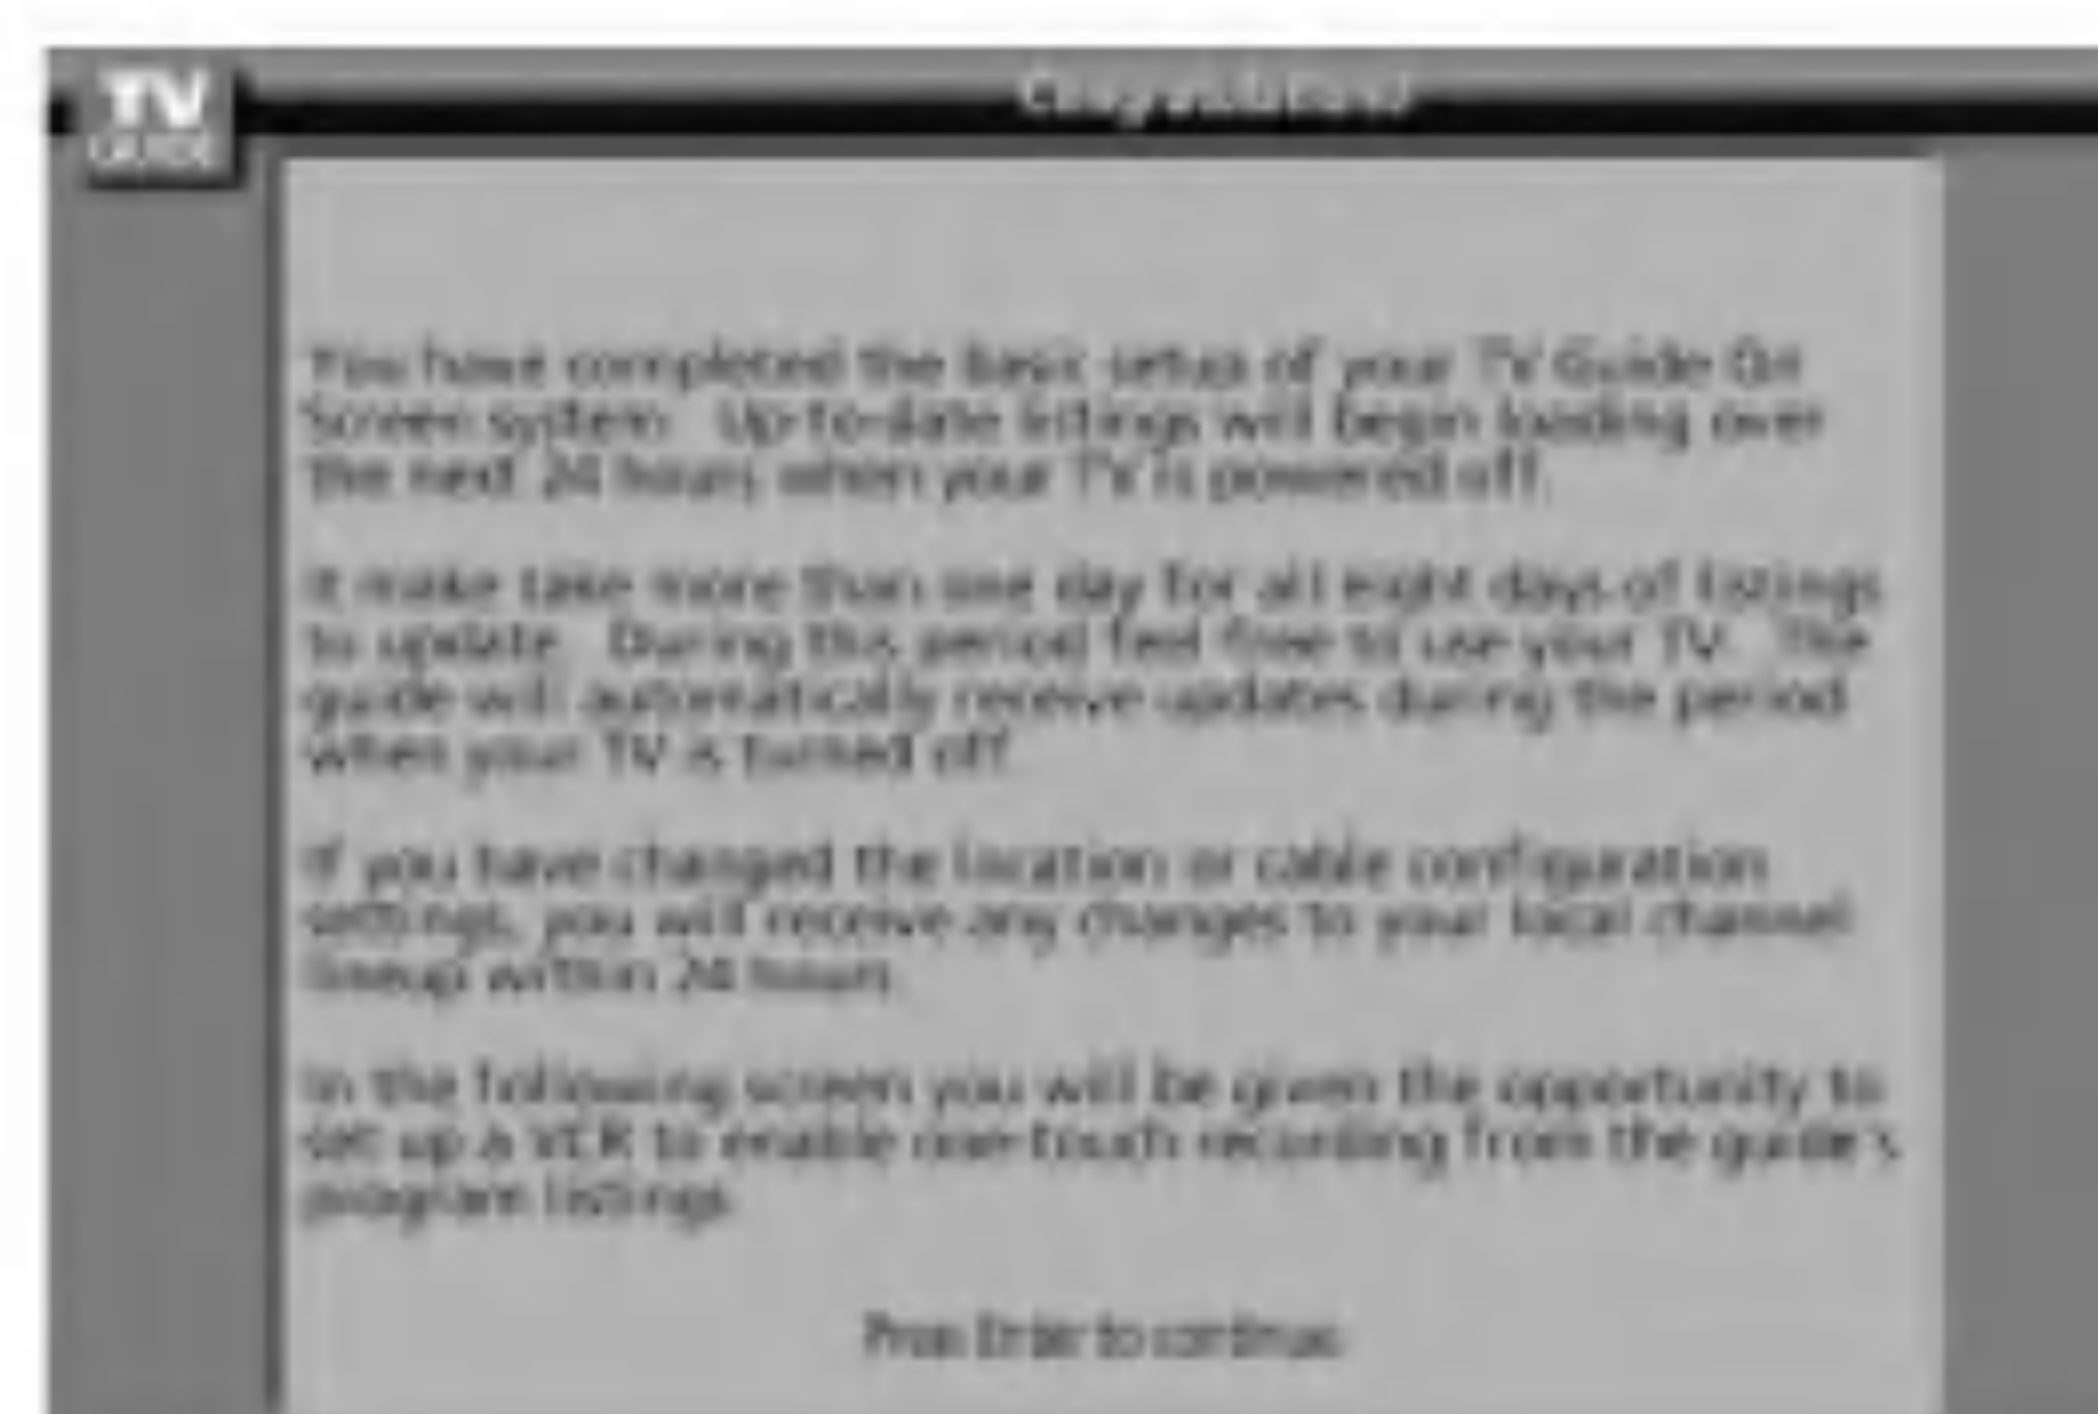 TV
GUIDE
Congratulations!
You have completed the basic setup of your TV Guide On
Screen system. Up-to-date listings will begin loading over
the next 24 hours when your TV is powered off.
It make take more than one day for all eight days of listings
to update. During this period feel free to use your TV. The
guide will automatically receive updates during the period
when your TV is turned off.
If you have changed the location or cable configuration
settings, you will receive any changes to your local channel
lineup within 24 hours.
In the following screen you will be given the opportunity to
set up a VCR to enable one-touch recording from the guide's
program listings.
Press Enter to continue